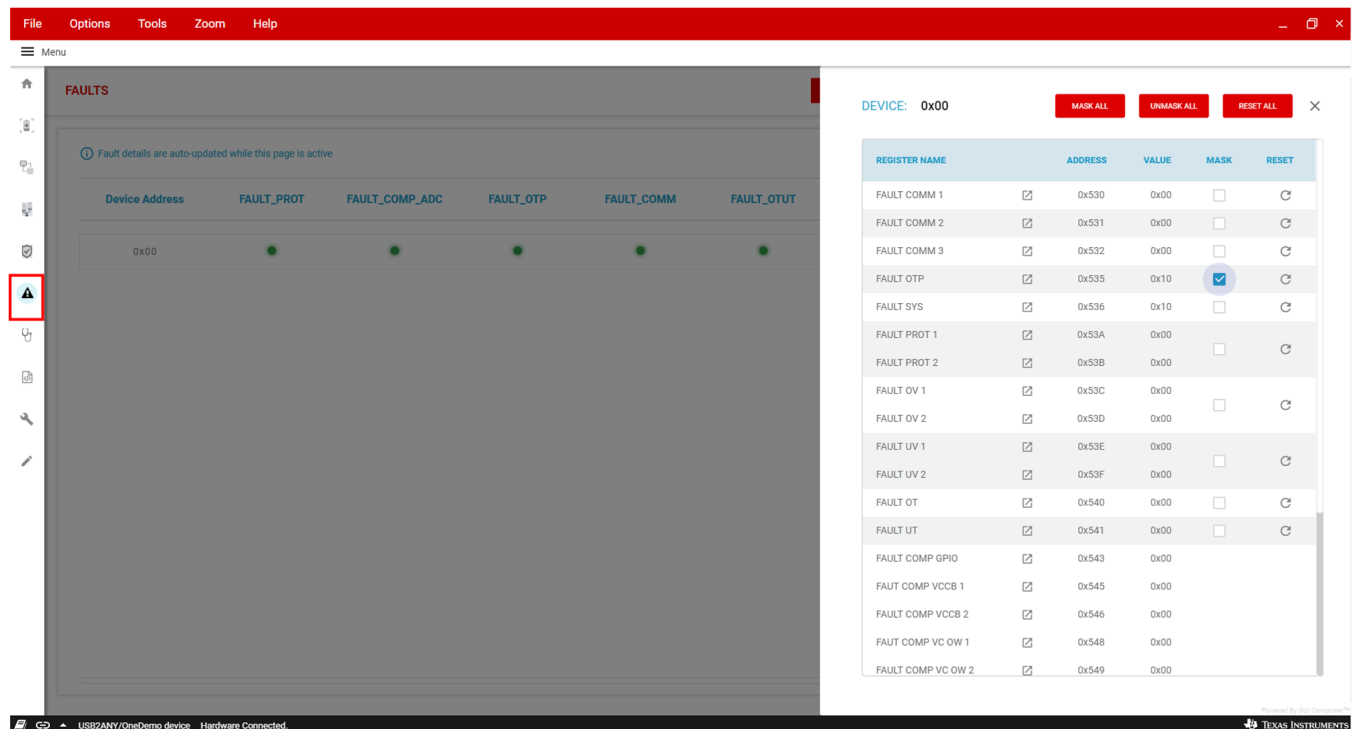 File Options Tools Zoom Help
Menu
FAULTS
Fault details are auto-updated while this page is active
Device Address FAULT_PROT FAULT_COMP_ADC FAULT_OTP FAULT_COMM FAULT_OTUT
0x00
DEVICE: 0x00 MASK ALL UNMASK ALL RESET ALL
REGISTER NAME ADDRESS VALUE MASK RESET
FAULT COMM 1 0x530 0x00
FAULT COMM 2 0x531 0x00
FAULT COMM 3 0x532 0x00
FAULT OTP 0x535 0x10
FAULT SYS 0x536 0x10
FAULT PROT 1 0x53A 0x00
FAULT PROT 2 0x53B 0x00
FAULT OV 1 0x53C 0x00
FAULT OV 2 0x53D 0x00
FAULT UV 1 0x53E 0x00
FAULT UV 2 0x53F 0x00
FAULT OT 0x540 0x00
FAULT UT 0x541 0x00
FAULT COMP GPIO 0x543 0x00
FAUT COMP VCCB 1 0x545 0x00
FAULT COMP VCCB 2 0x546 0x00
FAUT COMP VC OW 1 0x548 0x00
FAULT COMP VC OW 2 0x549 0x00
Powered By GUI Composer™
USB2ANY/OneDemo device Hardware Connected. TEXAS INSTRUMENTS